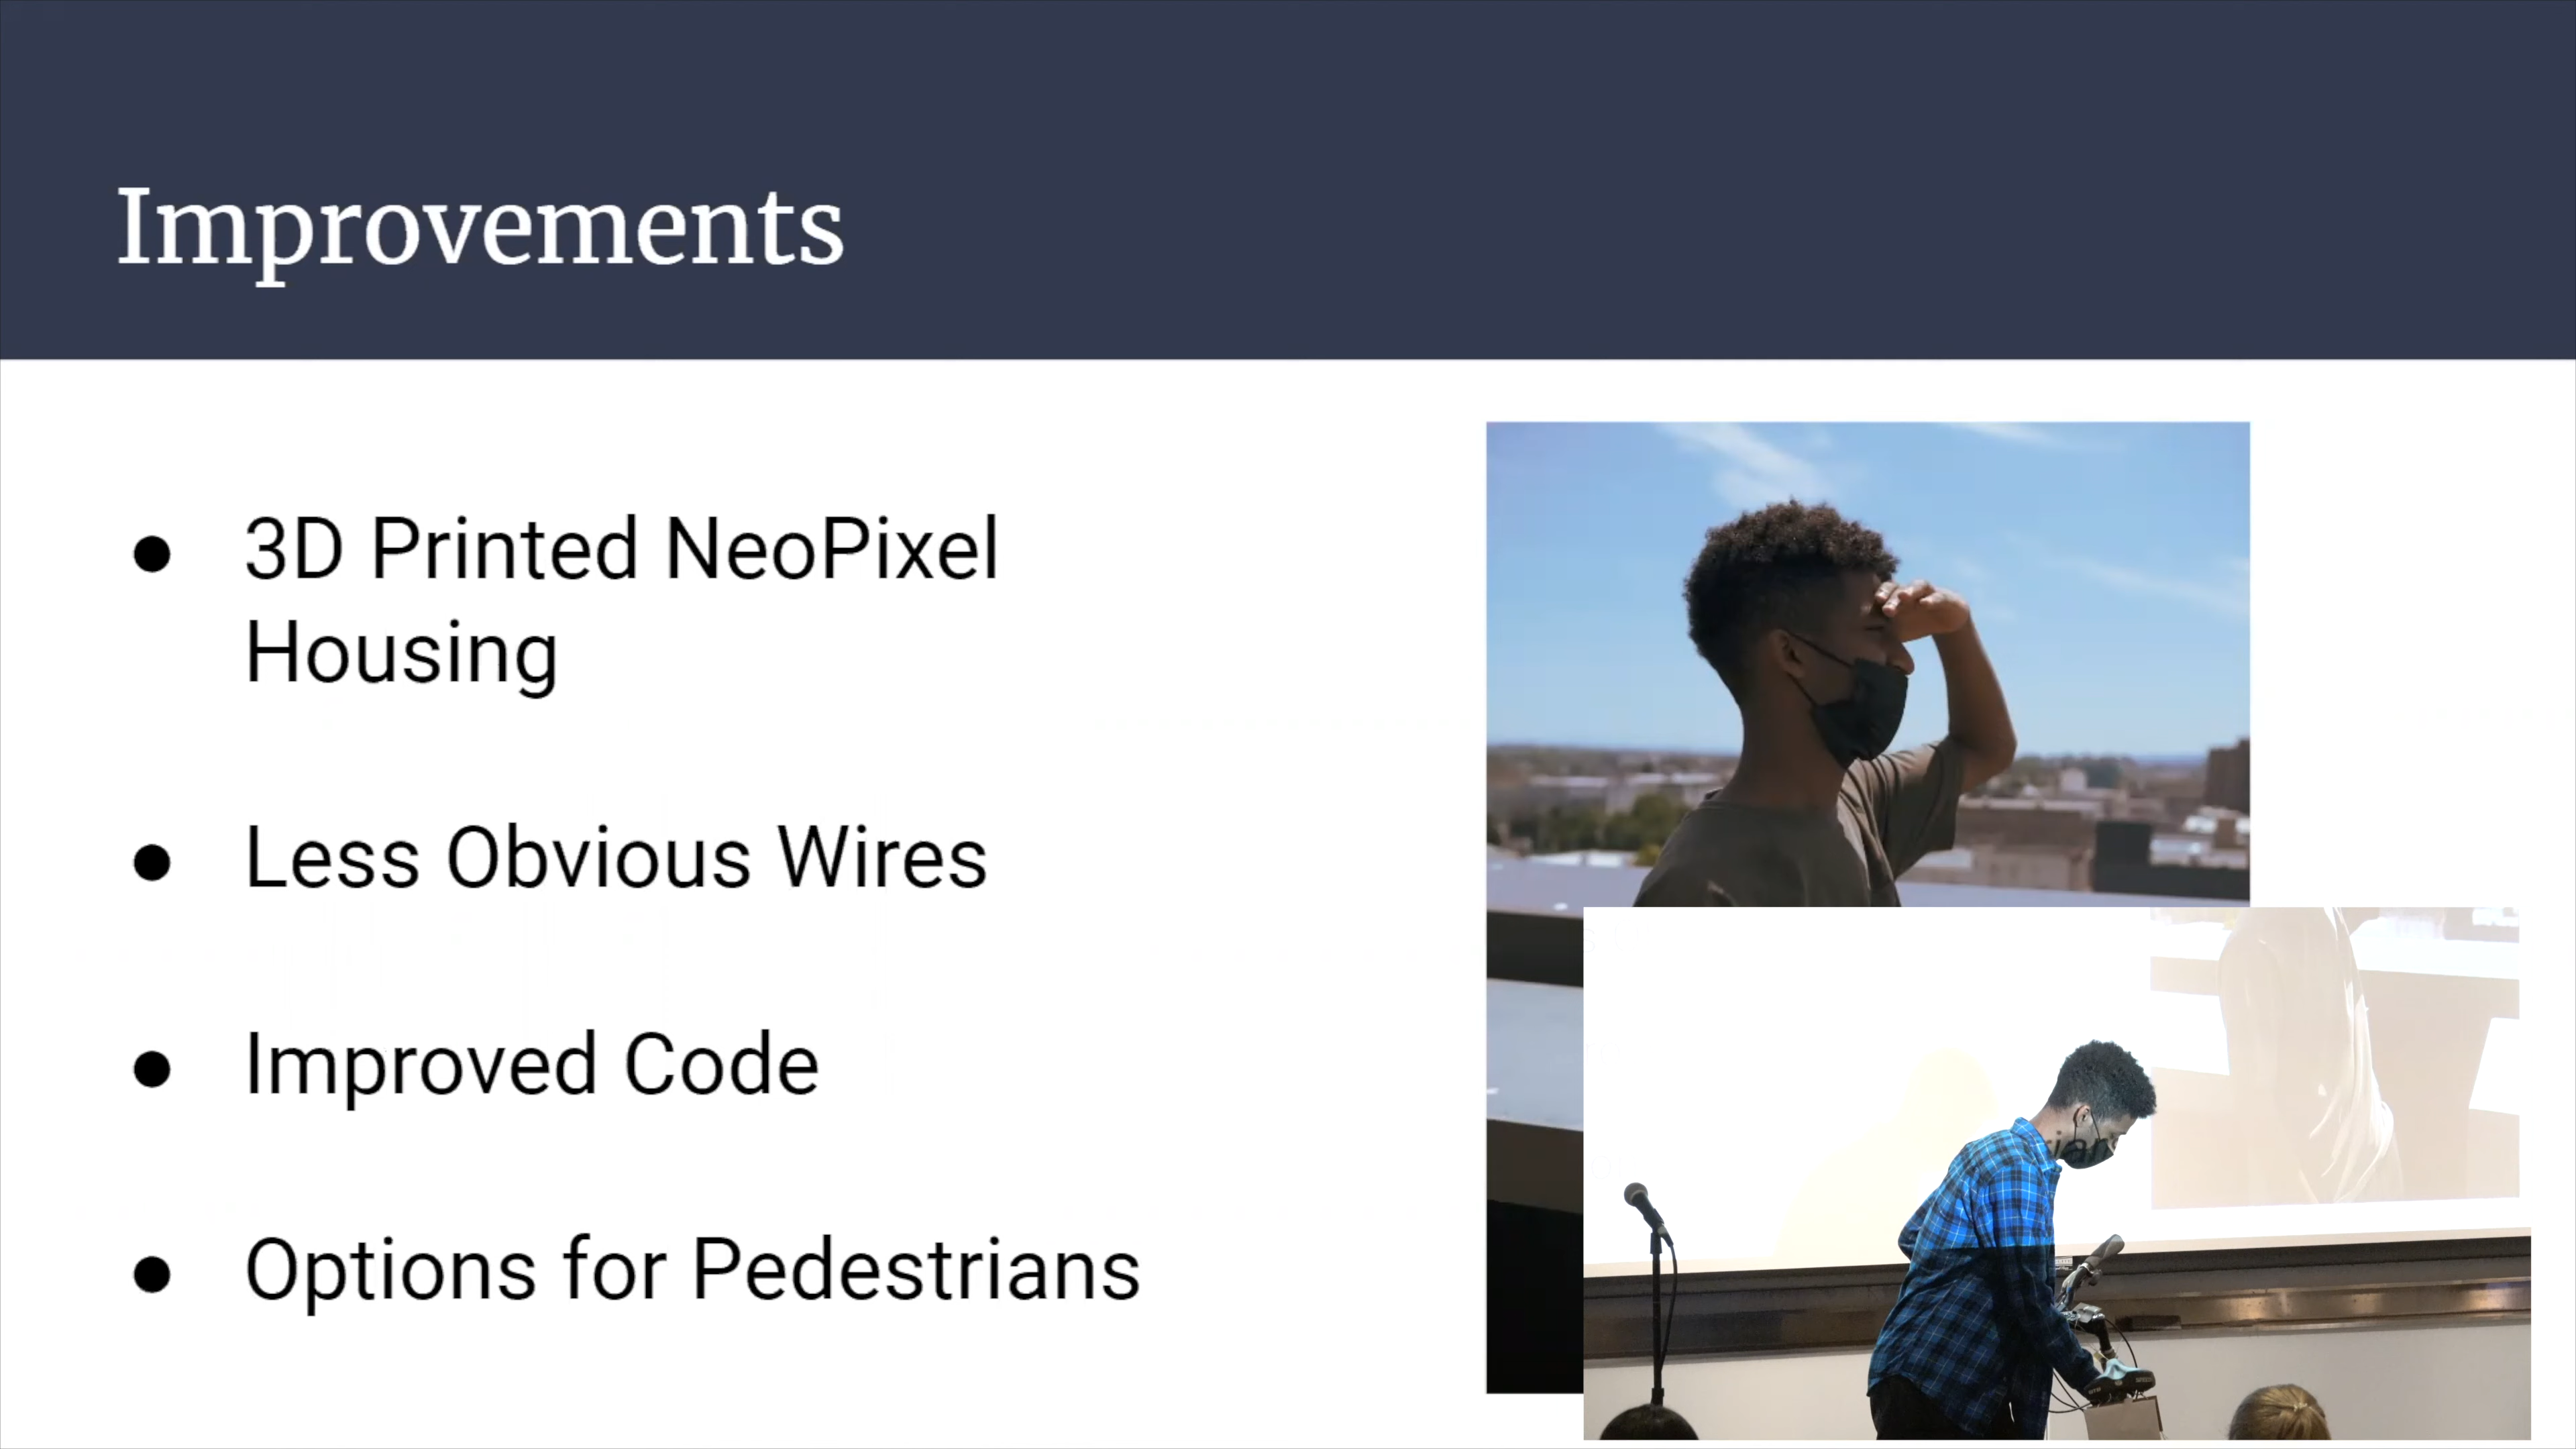 Improvements
● 3D Printed NeoPixel
Housing
● Less Obvious Wires
● Improved Code
● Options for Pedestrians